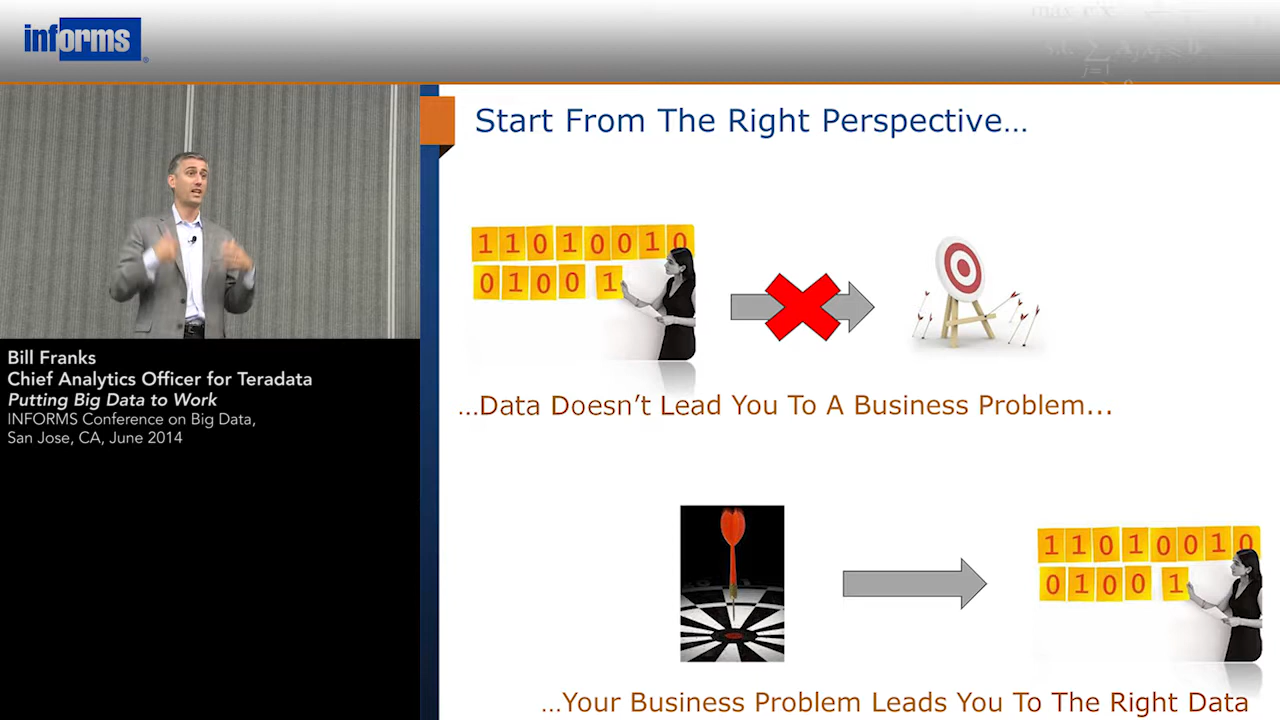 informs
Start From The Right Perspective...
11010010
01001
...Data Doesn't Lead You To A Business Problem...
Bill Franks
Chief Analytics Officer for Teradata
Putting Big Data to Work
INFORMS Conference on Big Data,
San Jose, CA, June 2014
11010010
01001
...Your Business Problem Leads You To The Right Data